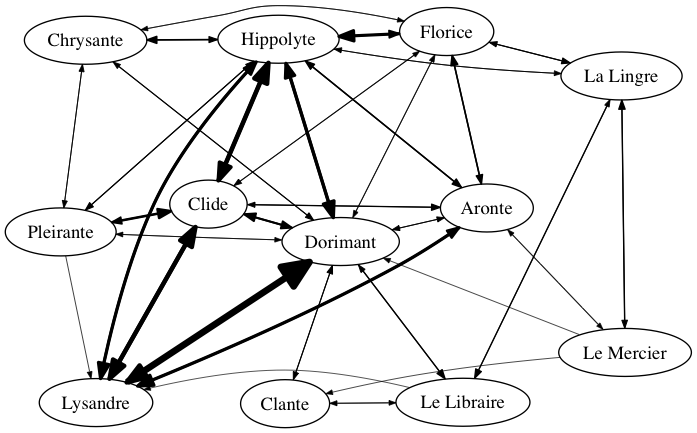 Chrysante
Hippolyte
Florice
La Lingre
Pleirante
Clide
Dorimant
Aronte
Le Mercier
Lysandre
Clante
Le Libraire